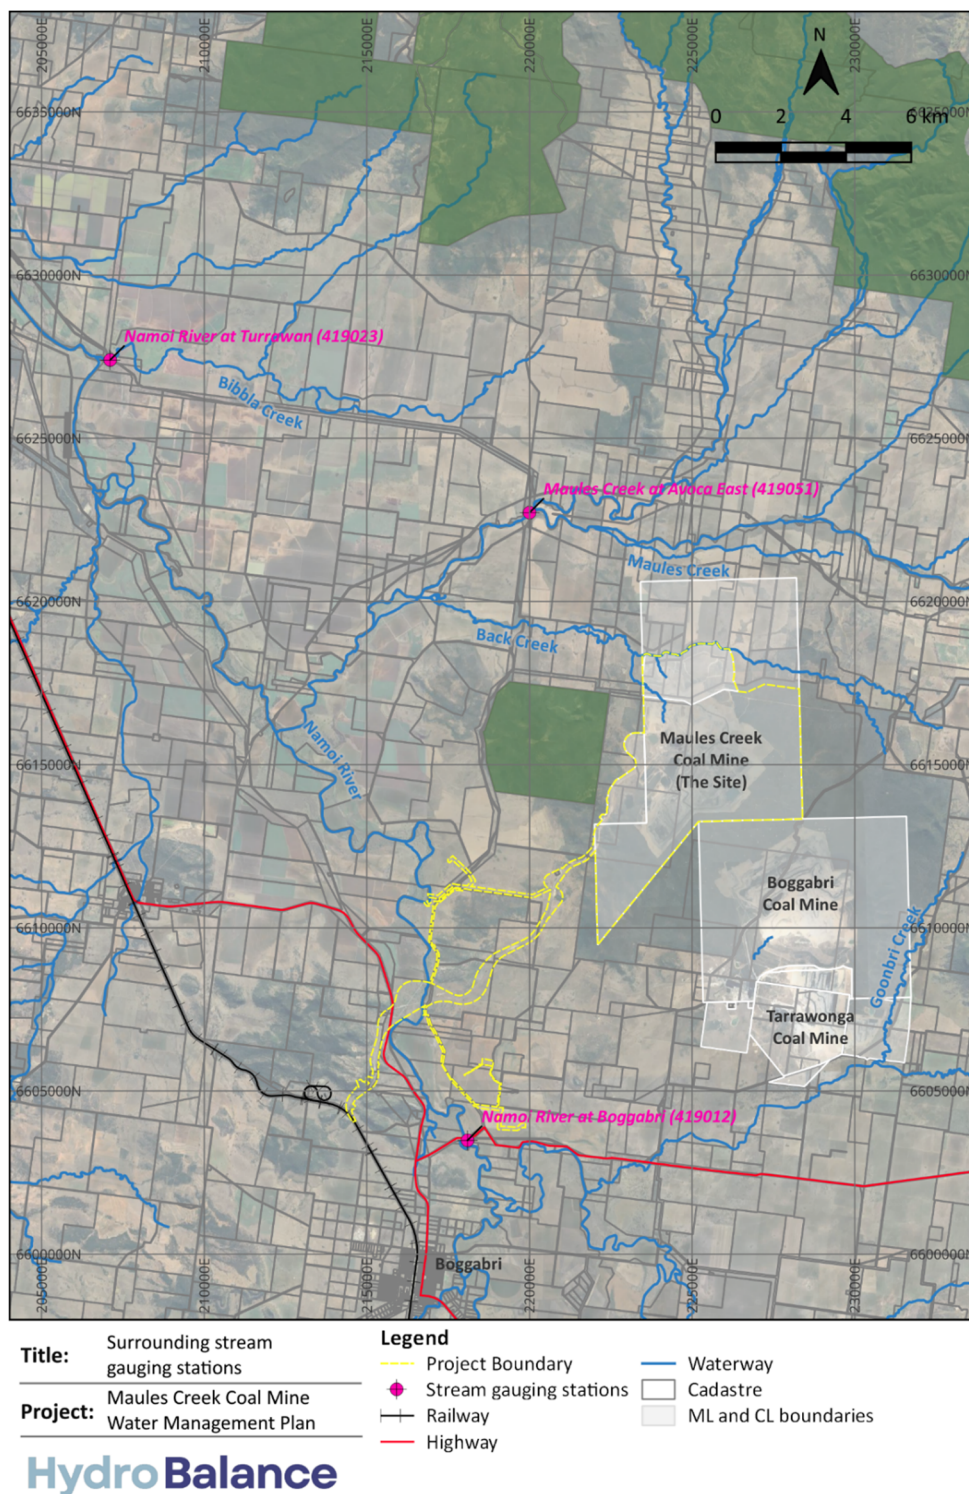 205000E
210000E
215000E
220000E
225000E
230000E
N
0 2 4 6 km
6635000N
6635000N
6630000N
6630000N
Namoi River at Turrawan (419023)
Bibbla Creek
6625000N
6625000N
Maules Creek at Avoca East (419051)
Maules Creek
6620000N
6620000N
Back Creek
Namoi River
Maules Creek
Coal Mine
(The Site)
6615000N
6615000N
Boggabri
Coal Mine
6610000N
6610000N
Goonbri Creek
Tarrawonga
Coal Mine
6605000N
6605000N
Namoi River at Boggabri (419012)
6600000N
6600000N
Boggabri
205000E
210000E
215000E
220000E
225000E
230000E
Title: Surrounding stream
gauging stations
Project: Maules Creek Coal Mine
Water Management Plan
HydroBalance
Legend
Project Boundary
Stream gauging stations
Railway
Highway
Waterway
Cadastre
ML and CL boundaries